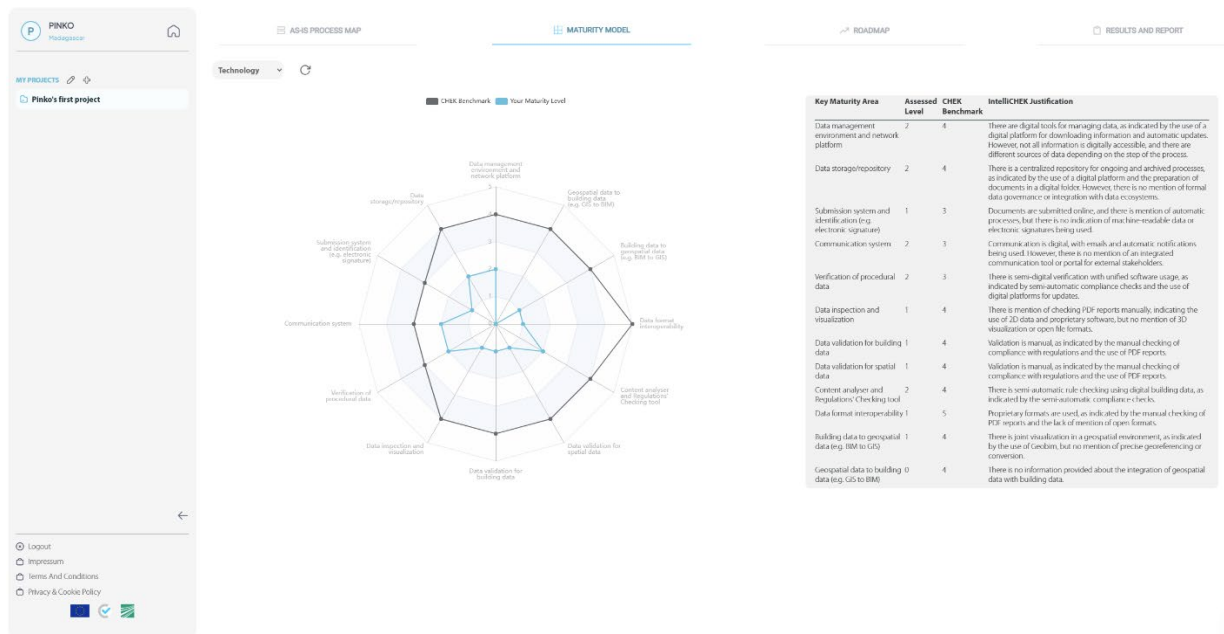 P
PINKO
Madagascar
MY PROJECTS
Pinko's first project
Logout
Impressum
Terms And Conditions
Privacy & Cookie Policy
AS-IS PROCESS MAP
MATURITY MODEL
ROADMAP
RESULTS AND REPORT
Technology
CHEK Benchmark
Your Maturity Level
Data management
environment and
network platform
Geospatial data to
building data
(e.g. GIS to BIM)
Building data to
geospatial data
(e.g. BIM to GIS)
Data format
interoperability
Content analyser
and Regulations'
Checking tool
Data validation for
spatial data
Data validation for
building data
Data inspection and
visualization
Verification of
procedural data
Communication system
Submission system
and identification
(e.g. electronic
signature)
Data
storage/repository
Key Maturity Area Assessed CHEK IntelliCHEK Justification
Level Benchmark
Data management 2 4 There are digital tools for managing data, as indicated by the use of a
environment and network digital platform for downloading information and automatic updates.
platform However, not all information is digitally accessible, and there are
different sources of data depending on the step of the process.
Data storage/repository 2 4 There is a centralized repository for ongoing and archived processes,
as indicated by the use of a digital platform and the preparation of
documents in a digital folder. However, there is no mention of formal
data governance or integration with data ecosystems.
Submission system and 1 3 Documents are submitted online, and there is mention of automatic
identification (e.g. processes, but there is no indication of machine-readable data or
electronic signature) electronic signatures being used.
Communication system 2 3 Communication is digital, with emails and automatic notifications
being used. However, there is no mention of an integrated
communication tool or portal for external stakeholders.
Verification of procedural 2 3 There is semi-digital verification with unified software usage, as
data indicated by semi-automatic compliance checks and the use of
digital platforms for updates.
Data inspection and 1 4 There is mention of checking PDF reports manually, indicating the
visualization use of 2D data and proprietary software, but no mention of 3D
visualization or open file formats.
Data validation for building 1 4 Validation is manual, as indicated by the manual checking of
data compliance with regulations and the use of PDF reports.
Data validation for spatial 1 4 Validation is manual, as indicated by the manual checking of
data compliance with regulations and the use of PDF reports.
Content analyser and 2 4 There is semi-automatic rule checking using digital building data, as
Regulations' Checking tool indicated by the semi-automatic compliance checks.
Data format interoperability 1 5 Proprietary formats are used, as indicated by the manual checking of
PDF reports and the lack of mention of open formats.
Building data to geospatial 1 4 There is joint visualization in a geospatial environment, as indicated
data (e.g. BIM to GIS) by the use of Geobim, but no mention of precise georeferencing or
conversion.
Geospatial data to building 0 4 There is no information provided about the integration of geospatial
data (e.g. GIS to BIM) with building data.